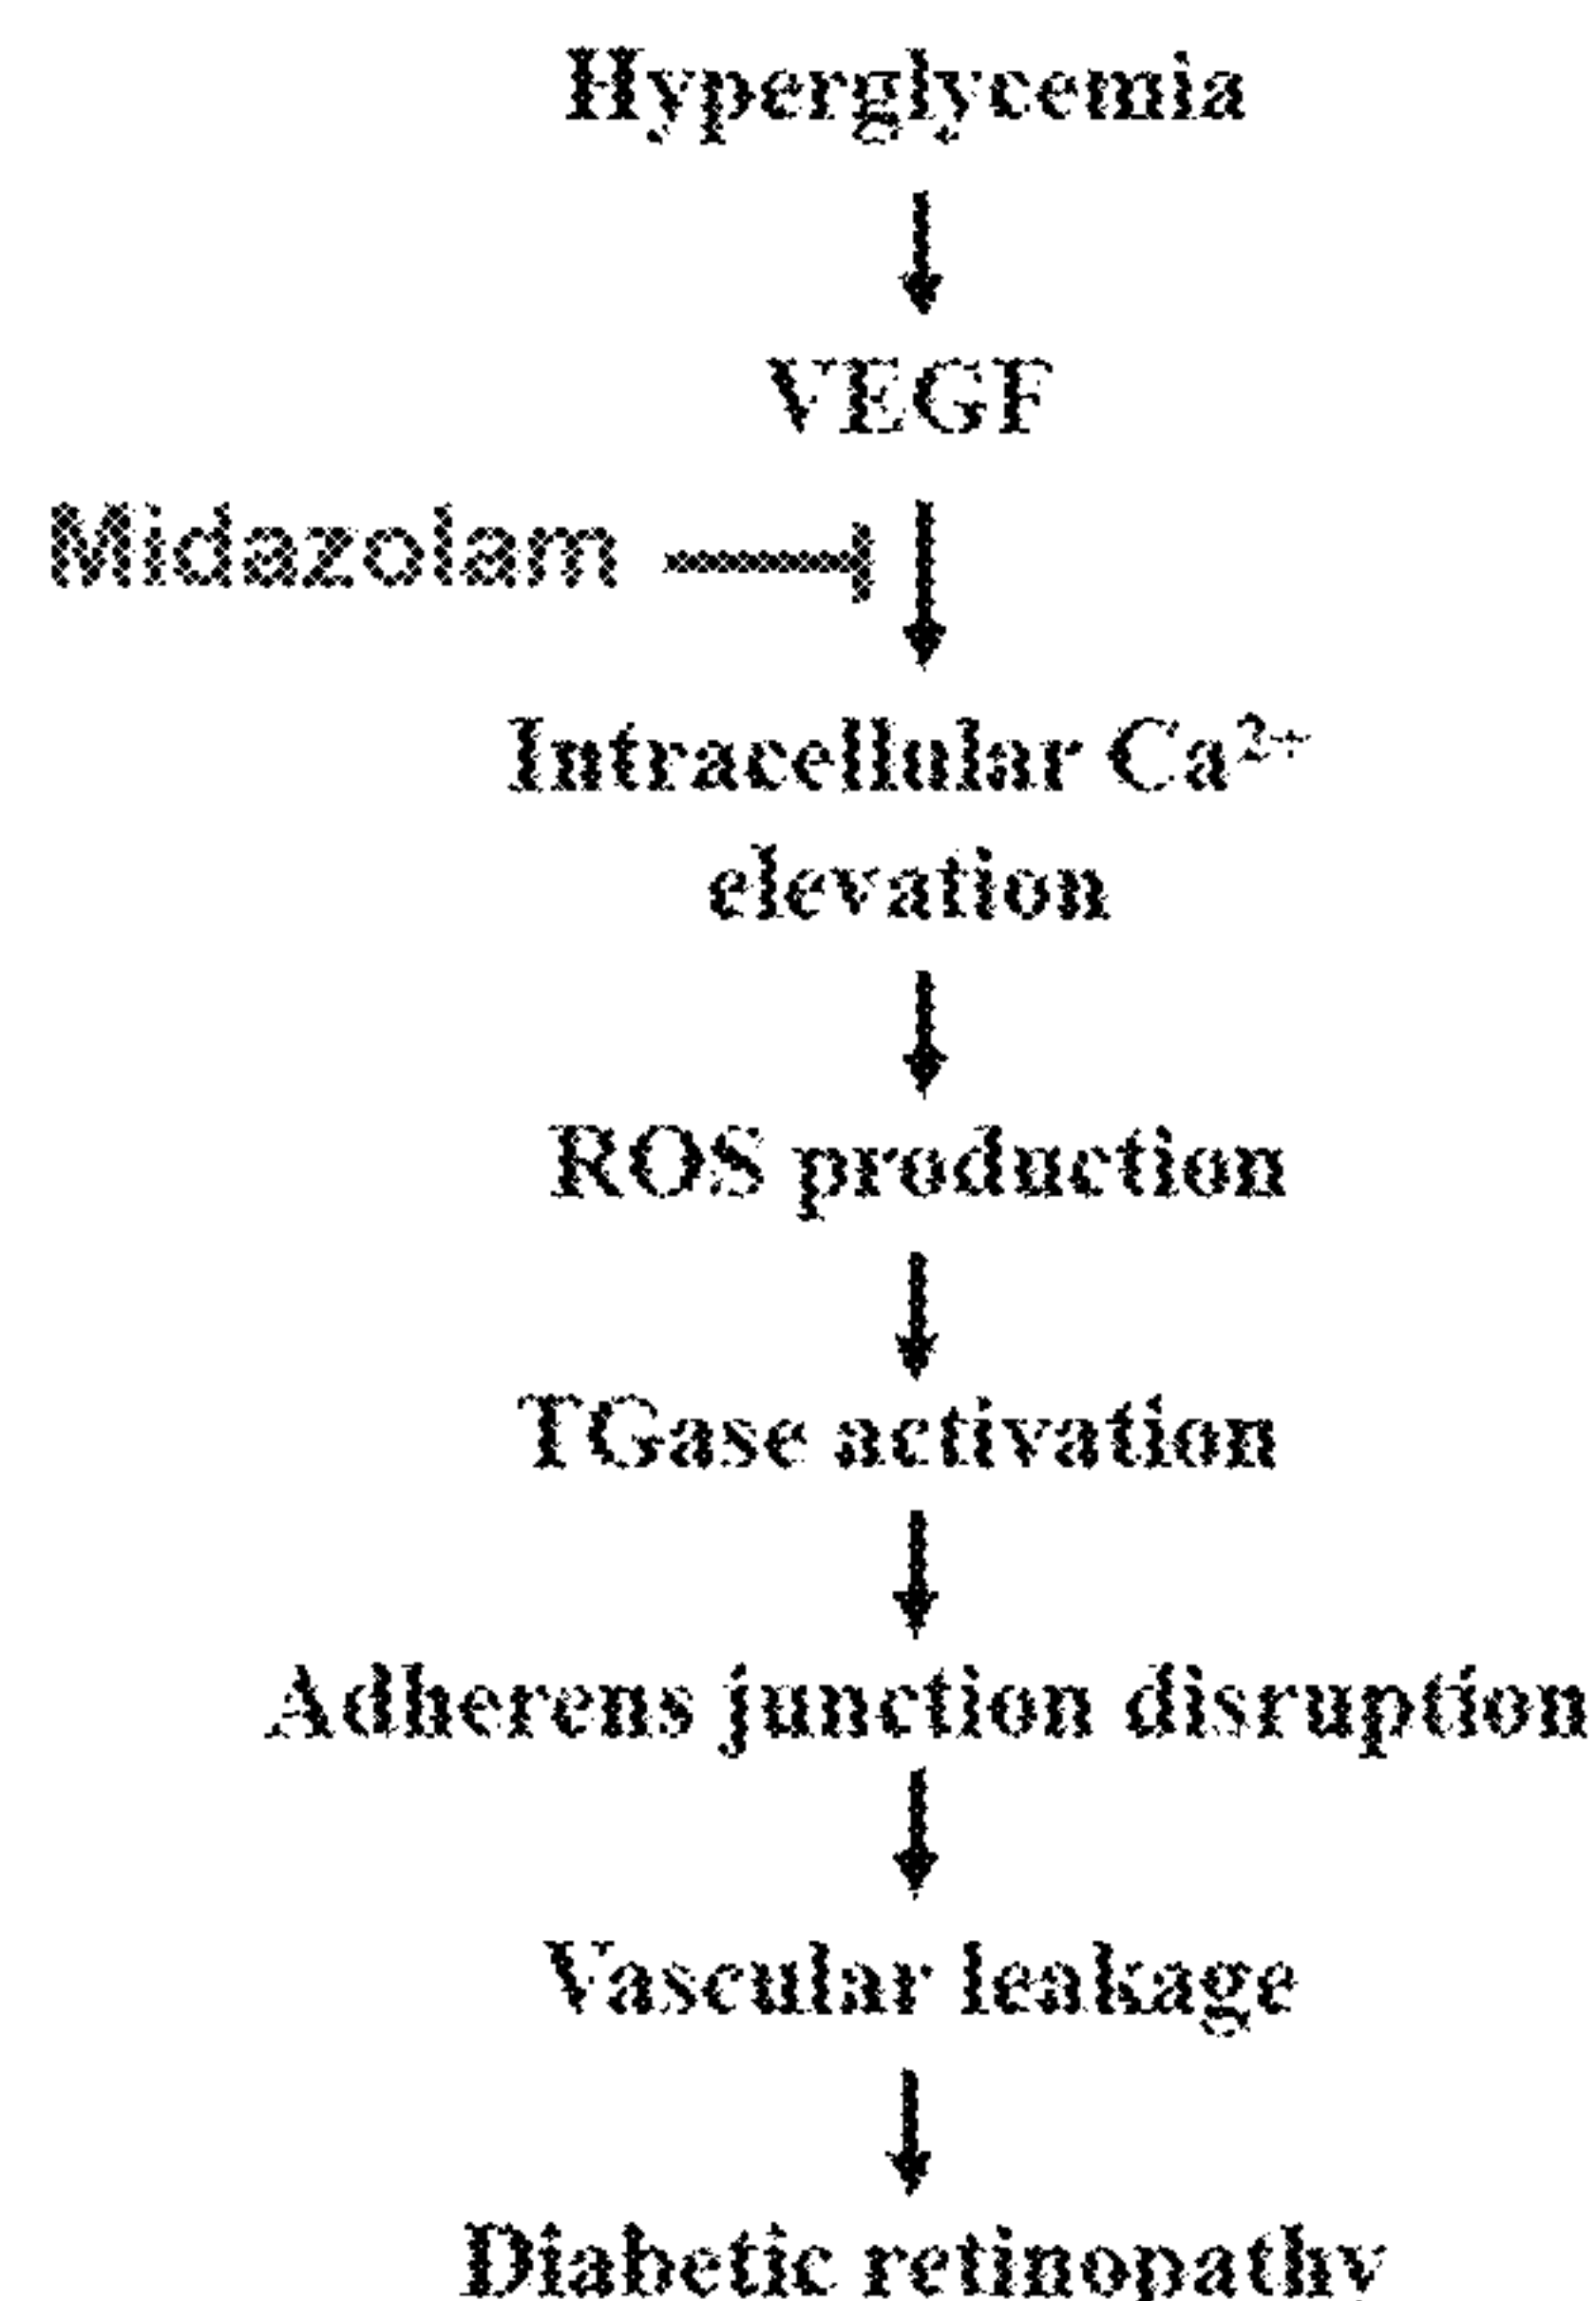 Hyperglycemia
VEGF
Midazolam
Intracellular Ca²⁺
elevation
ROS production
TGase activation
Adherens junction disruption
Vascular leakage
Diabetic retinopathy